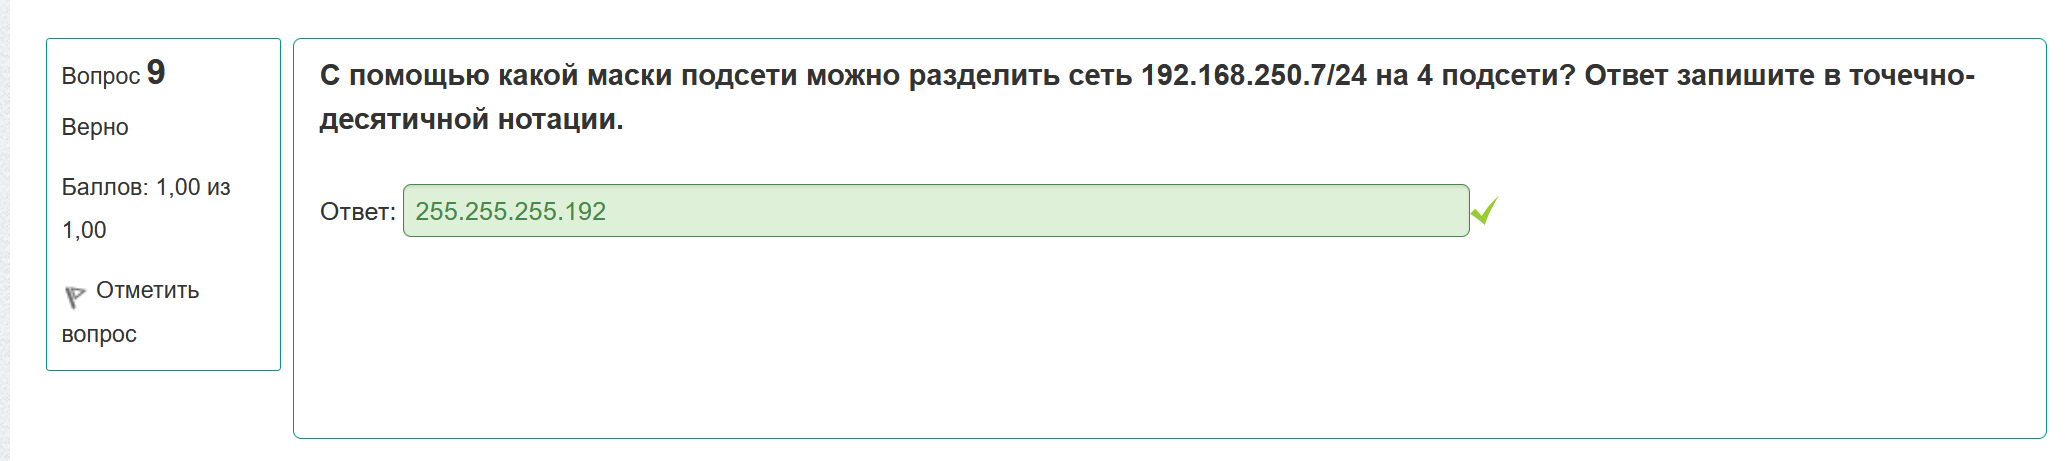 Вопрос 9
Верно
Баллов: 1,00 из
1,00
Отметить
вопрос
С помощью какой маски подсети можно разделить сеть 192.168.250.7/24 на 4 подсети? Ответ запишите в точечно-
десятичной нотации.
Ответ: 255.255.255.192